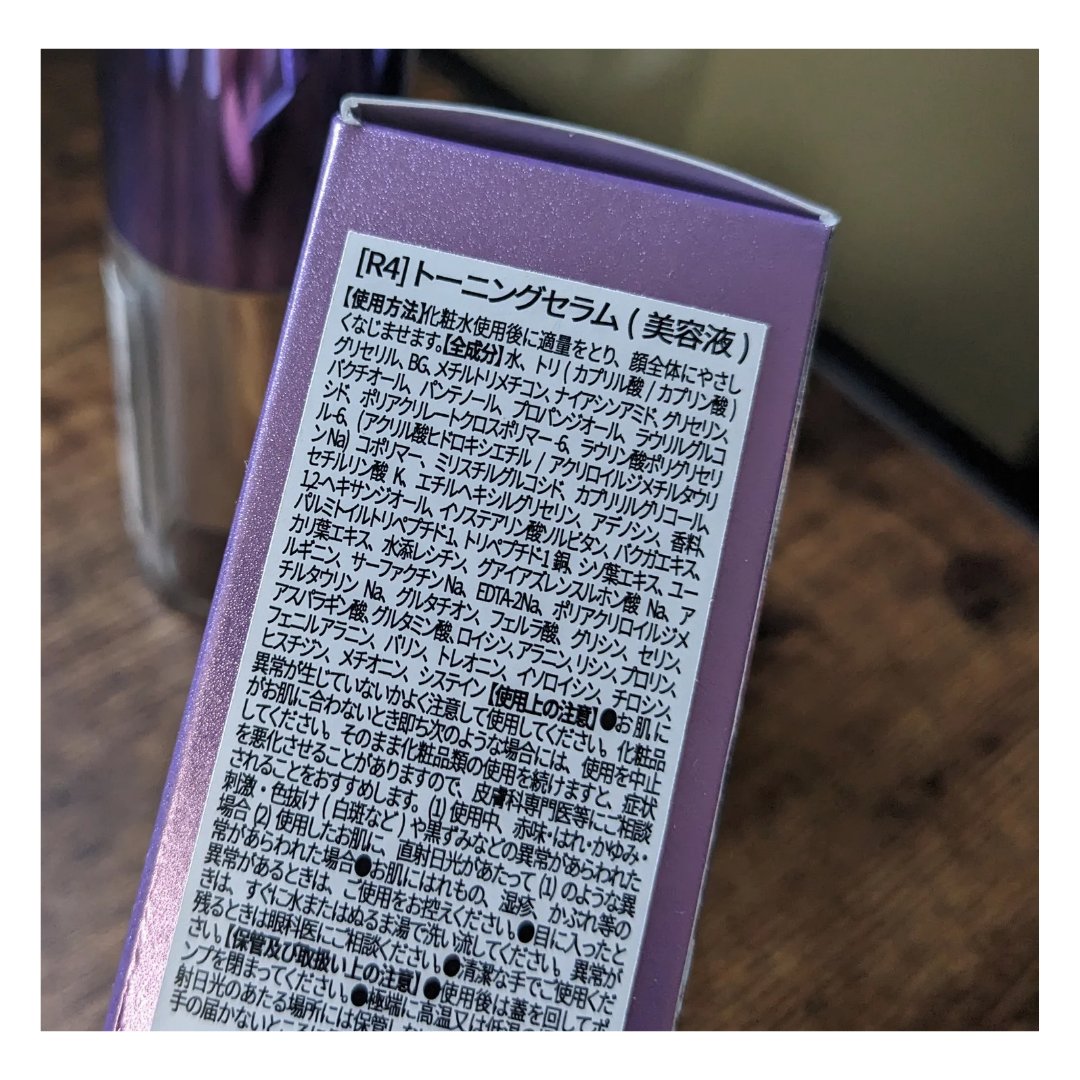 [R4]トーニングセラム(美容液)
【使用方法】化粧水使用後に適量をとり、顔全体にやさし
くなじませます。【全成分】水、トリ(カプリル酸/カプリン酸)
グリセリル、BG、メチルトリメチコン、ナイアシンアミド、グリセリン、
バクチオール、パンテノール、プロパンジオール、ラウリルグルコ
シド、ポリアクリレートクロスポリマー-6、ラウリン酸ポリグリセリ
ル-6、(アクリル酸ヒドロキシエチル/アクリロイルジメチルタウリ
ンNa)コポリマー、ミリスチルグルコシド、カプリリルグリコール、
セチルリン酸K、エチルヘキシルグリセリン、アデノシン、香料、
1,2-ヘキサンジオール、イソステアリン酸ソルビタン、バクガエキス、
パルミトイルトリペプチド-1、トリペプチド-1銅、シソ葉エキス、ユー
カリ葉エキス、水添レシチン、グアイアズレンスルホン酸Na、ア
ルギニン、サーファクチンNa、EDTA-2Na、ポリアクリロイルジメ
チルタウリンNa、グルタチオン、フェルラ酸、グリシン、セリン、
アスパラギン酸、グルタミン酸、ロイシン、アラニン、リシン、プロリン、
フェニルアラニン、バリン、トレオニン、イソロイシン、チロシン、
ヒスチジン、メチオニン、システイン【使用上の注意】●お肌に
異常が生じていないかよく注意して使用してください。化粧品
がお肌に合わないとき即ち次のような場合には、使用を中止
してください。そのまま化粧品類の使用を続けますと、症状
を悪化させることがありますので、皮膚科専門医等にご相談
されることをおすすめします。(1)使用中、赤味・はれ・かゆみ・
刺激・色抜け(白斑など)や黒ずみなどの異常があらわれた
場合(2)使用したお肌に、直射日光があたって(1)のような異
常があらわれた場合●お肌にはれもの、湿疹、かぶれ等の
異常があるときは、ご使用をお控えください。●目に入ったと
きは、すぐに水またはぬるま湯で洗い流してください。異常が
残るときは眼科医にご相談ください。●清潔な手でご使用くだ
さい。【保管及び取扱い上の注意】●使用後は蓋を回してポ
ンプを閉まってください。●極端に高温又は低温
射日光のあたる場所には保管し
手の届かないところに